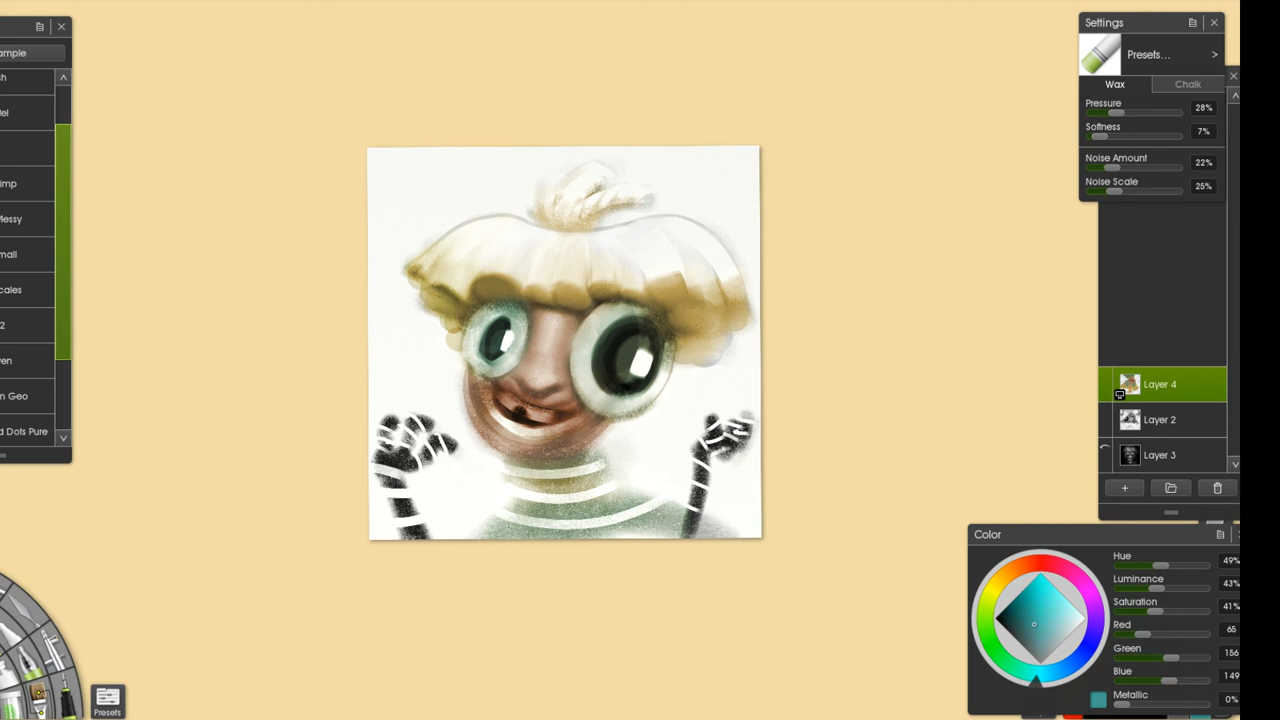 ample
sh
el
imp
Messy
mall
cales
2
en
n Geo
d Dots Pure
Presets
Settings
Presets... >
Wax Chalk
Pressure 28%
Softness 7%
Noise Amount 22%
Noise Scale 25%
Layer 4
Layer 2
Layer 3
+
Color
Hue 49%
Luminance 43%
Saturation 41%
Red 65
Green 156
Blue 149
Metallic 0%